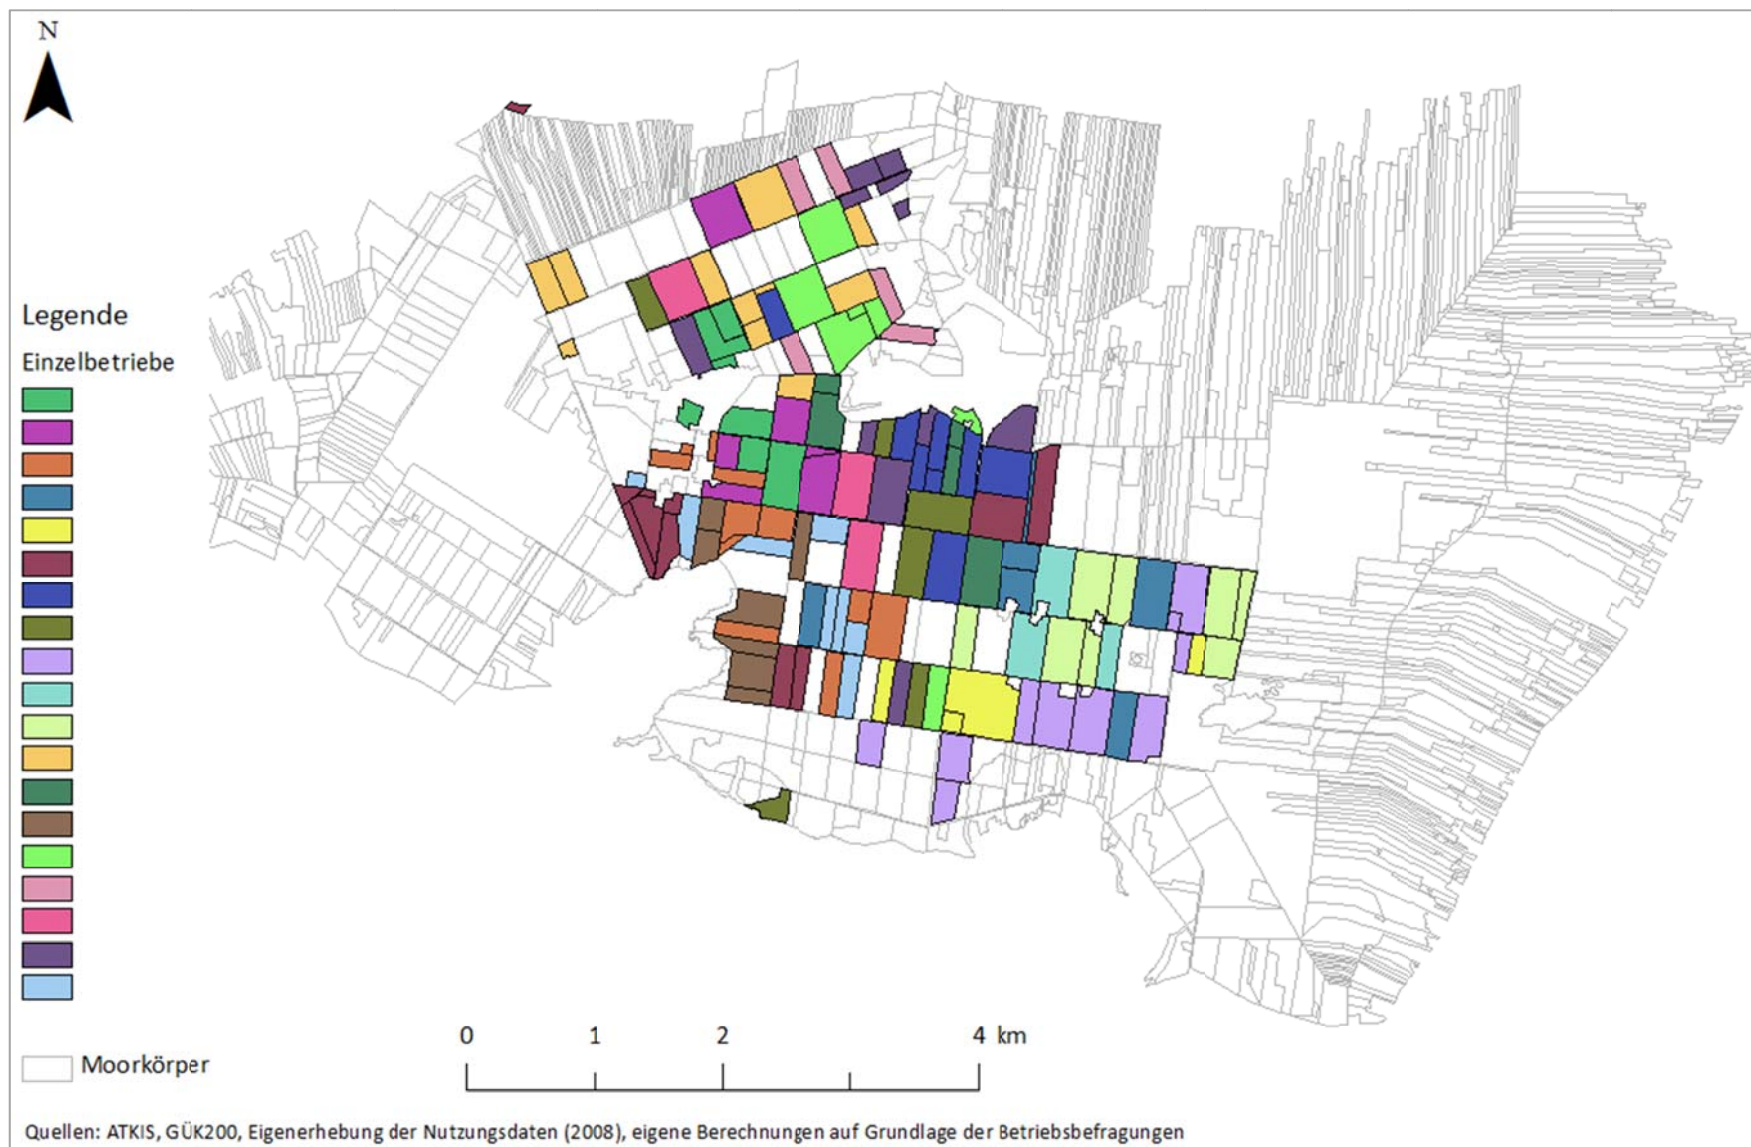 N
Legende
Einzelbetriebe
0 1 2 4 km
Moorkörper
Quellen: ATKIS, GÜK200, Eigenerhebung der Nutzungsdaten (2008), eigene Berechnungen auf Grundlage der Betriebsbefragungen